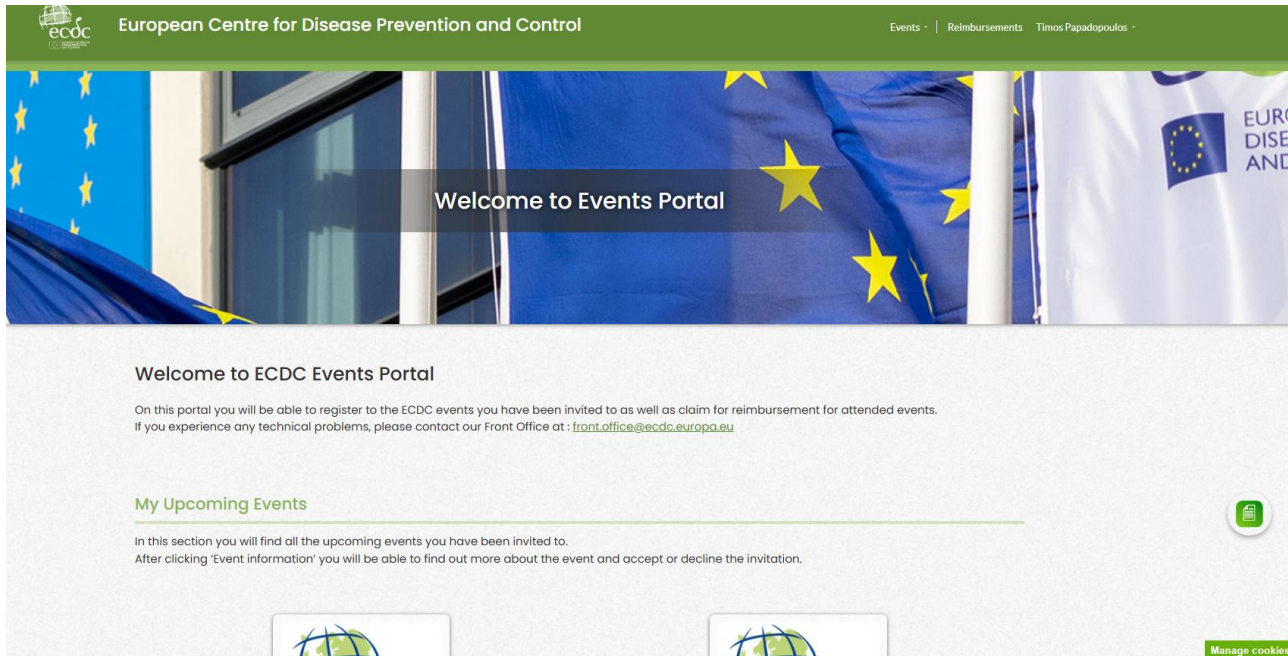 ecdc
European Centre for Disease Prevention and Control
Events
Reimbursements
Timos Papadopoulos
Welcome to Events Portal
EURO
DISE
AND
Welcome to ECDC Events Portal
On this portal you will be able to register to the ECDC events you have been invited to as well as claim for reimbursement for attended events.
If you experience any technical problems, please contact our Front Office at : front.office@ecdc.europa.eu
My Upcoming Events
In this section you will find all the upcoming events you have been invited to.
After clicking ‘Event information’ you will be able to find out more about the event and accept or decline the invitation.
Manage cookies